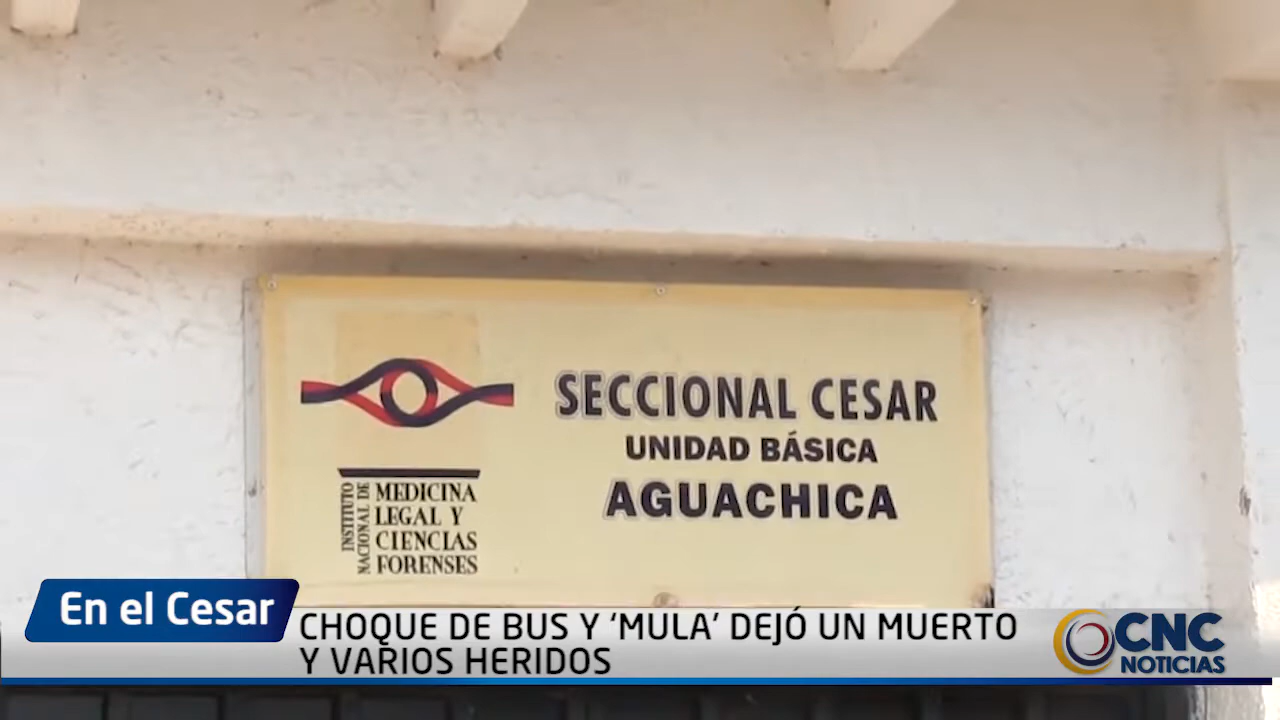 SECCIONAL CESAR
UNIDAD BÁSICA
AGUACHICA
INSTITUTO
NACIONAL DE
MEDICINA
LEGAL Y
CIENCIAS
FORENSES
En el Cesar
CHOQUE DE BUS Y ‘MULA’ DEJÓ UN MUERTO
Y VARIOS HERIDOS
CNC
NOTICIAS